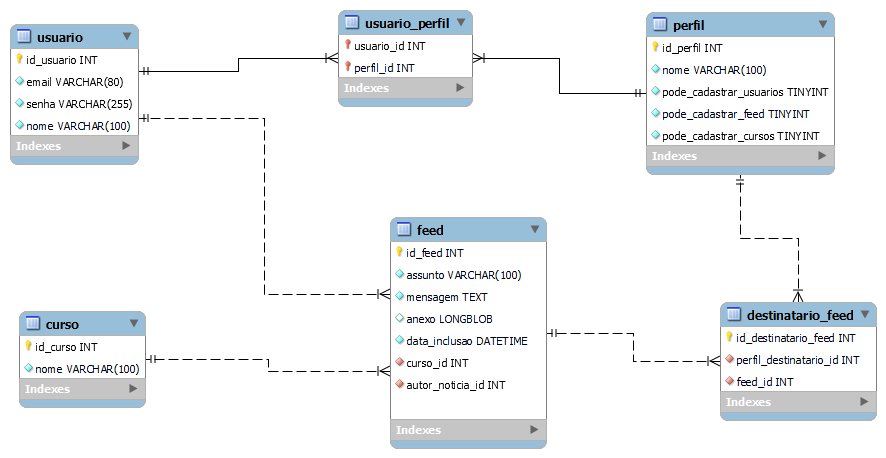 usuario
id_usuario INT
email VARCHAR(80)
senha VARCHAR(255)
nome VARCHAR(100)
Indexes
usuario_perfil
usuario_id INT
perfil_id INT
Indexes
perfil
id_perfil INT
nome VARCHAR(100)
pode_cadastrar_usuarios TINYINT
pode_cadastrar_feed TINYINT
pode_cadastrar_cursos TINYINT
Indexes
feed
id_feed INT
assunto VARCHAR(100)
mensagem TEXT
anexo LONGBLOB
data_inclusao DATETIME
curso_id INT
autor_noticia_id INT
Indexes
curso
id_curso INT
nome VARCHAR(100)
Indexes
destinatario_feed
id_destinatario_feed INT
perfil_destinatario_id INT
feed_id INT
Indexes